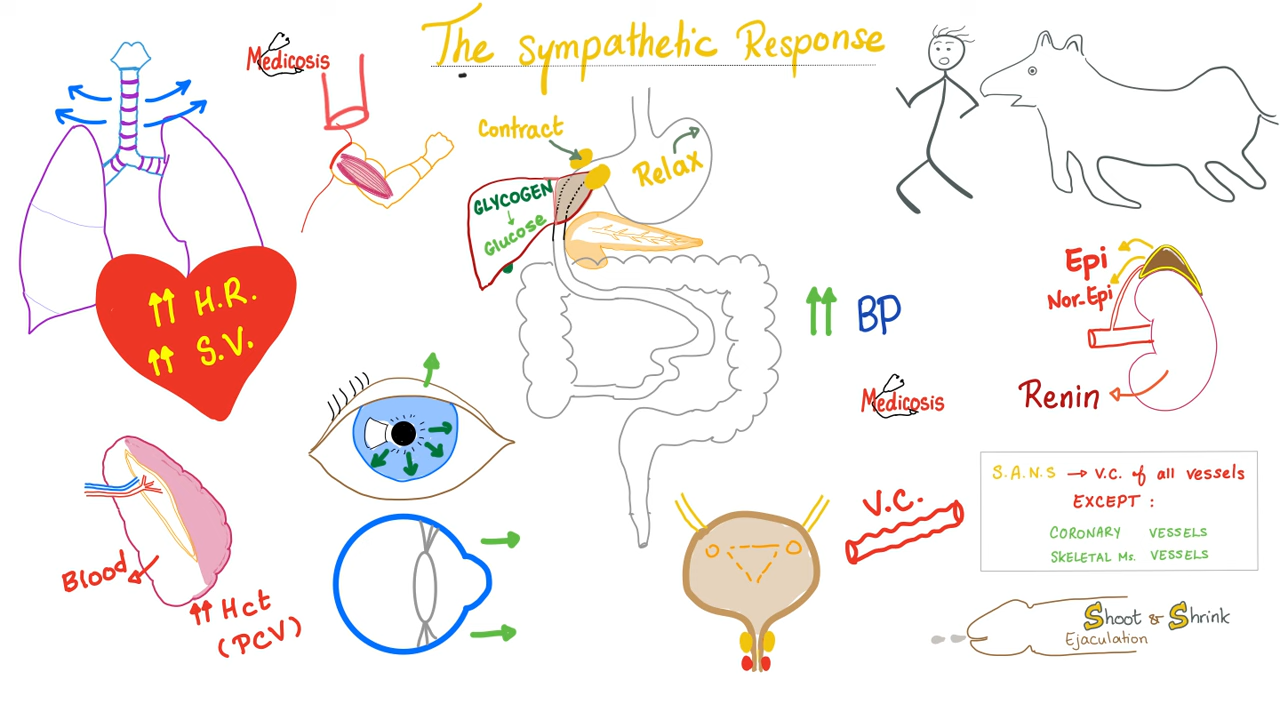 The Sympathetic Response
Medicosis
Contract
Relax
GLYCOGEN
Glucose
↑↑ H.R.
↑↑ S.V.
↑↑ BP
Epi
Nor-Epi
Renin
Medicosis
Blood
↑↑ Hct
(PCV)
V.C.
S.A.N.S → V.C. of all vessels
EXCEPT :
CORONARY VESSELS
SKELETAL Ms. VESSELS
Shoot & Shrink
Ejaculation